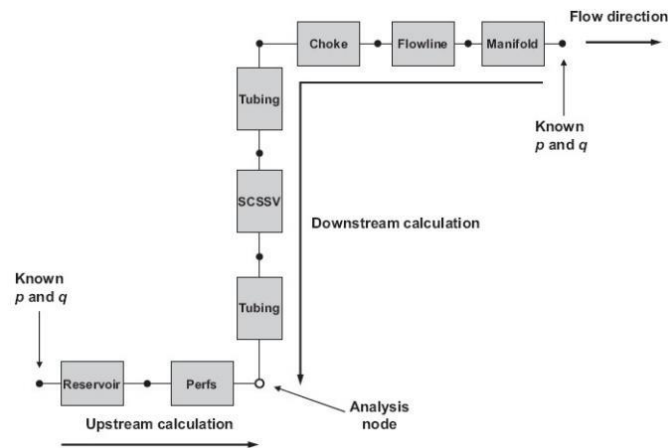 Flow direction
Choke
Flowline
Manifold
Tubing
Known
p and q
SCSSV
Downstream calculation
Known
p and q
Tubing
Reservoir
Perfs
Analysis
node
Upstream calculation